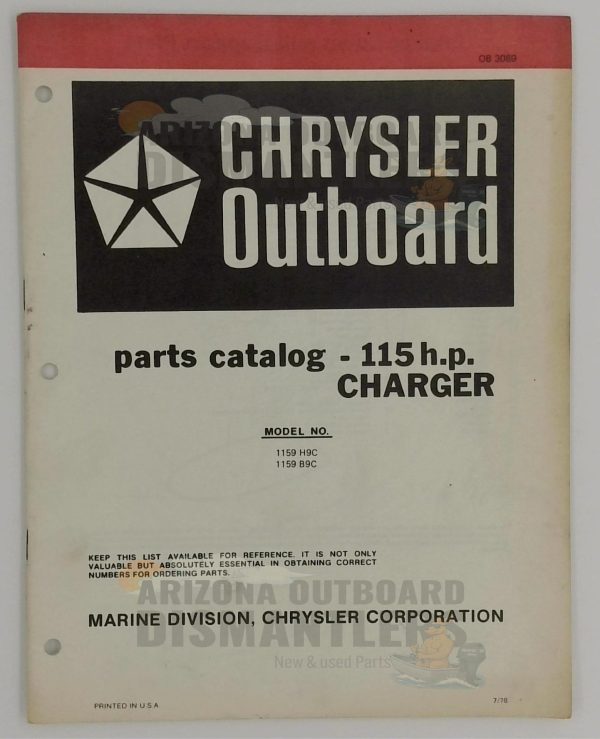 OB 3089
CHRYSLER
Outboard
parts catalog - 115 h.p.
CHARGER
MODEL NO.
1159 H9C
1159 B9C
KEEP THIS LIST AVAILABLE FOR REFERENCE. IT IS NOT ONLY
VALUABLE BUT ABSOLUTELY ESSENTIAL IN OBTAINING CORRECT
NUMBERS FOR ORDERING PARTS.
ARIZONA OUTBOARD
MARINE DIVISION, CHRYSLER CORPORATION
DISMANTLERS
New & used Parts
PRINTED IN U.S.A
7/78